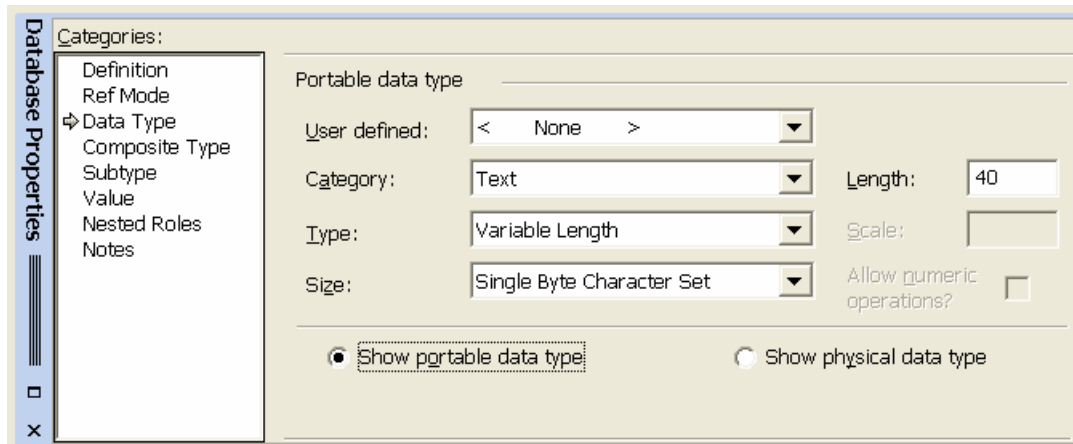 Database Properties
Categories:
Definition
Ref Mode
Data Type
Composite Type
Subtype
Value
Nested Roles
Notes
Portable data type
User defined: < None >
Category: Text Length: 40
Type: Variable Length Scale:
Size: Single Byte Character Set Allow numeric
operations?
Show portable data type Show physical data type